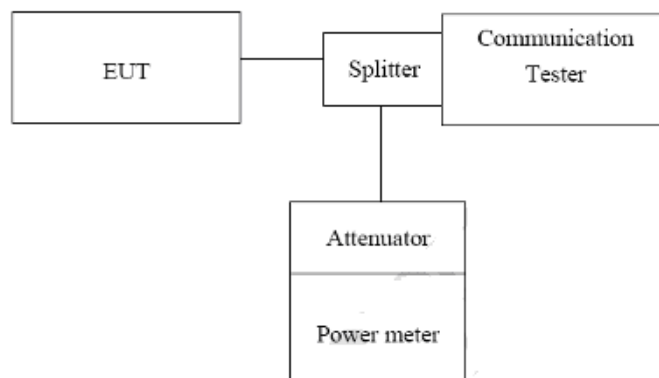 EUT
Splitter
Communication
Tester
Attenuator
Power meter